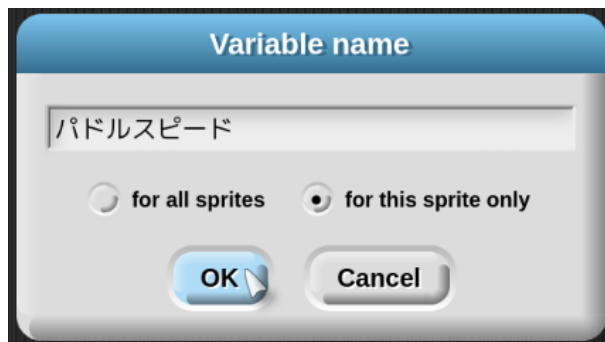 Variable name
パドルスピード
for all sprites for this sprite only
OK Cancel